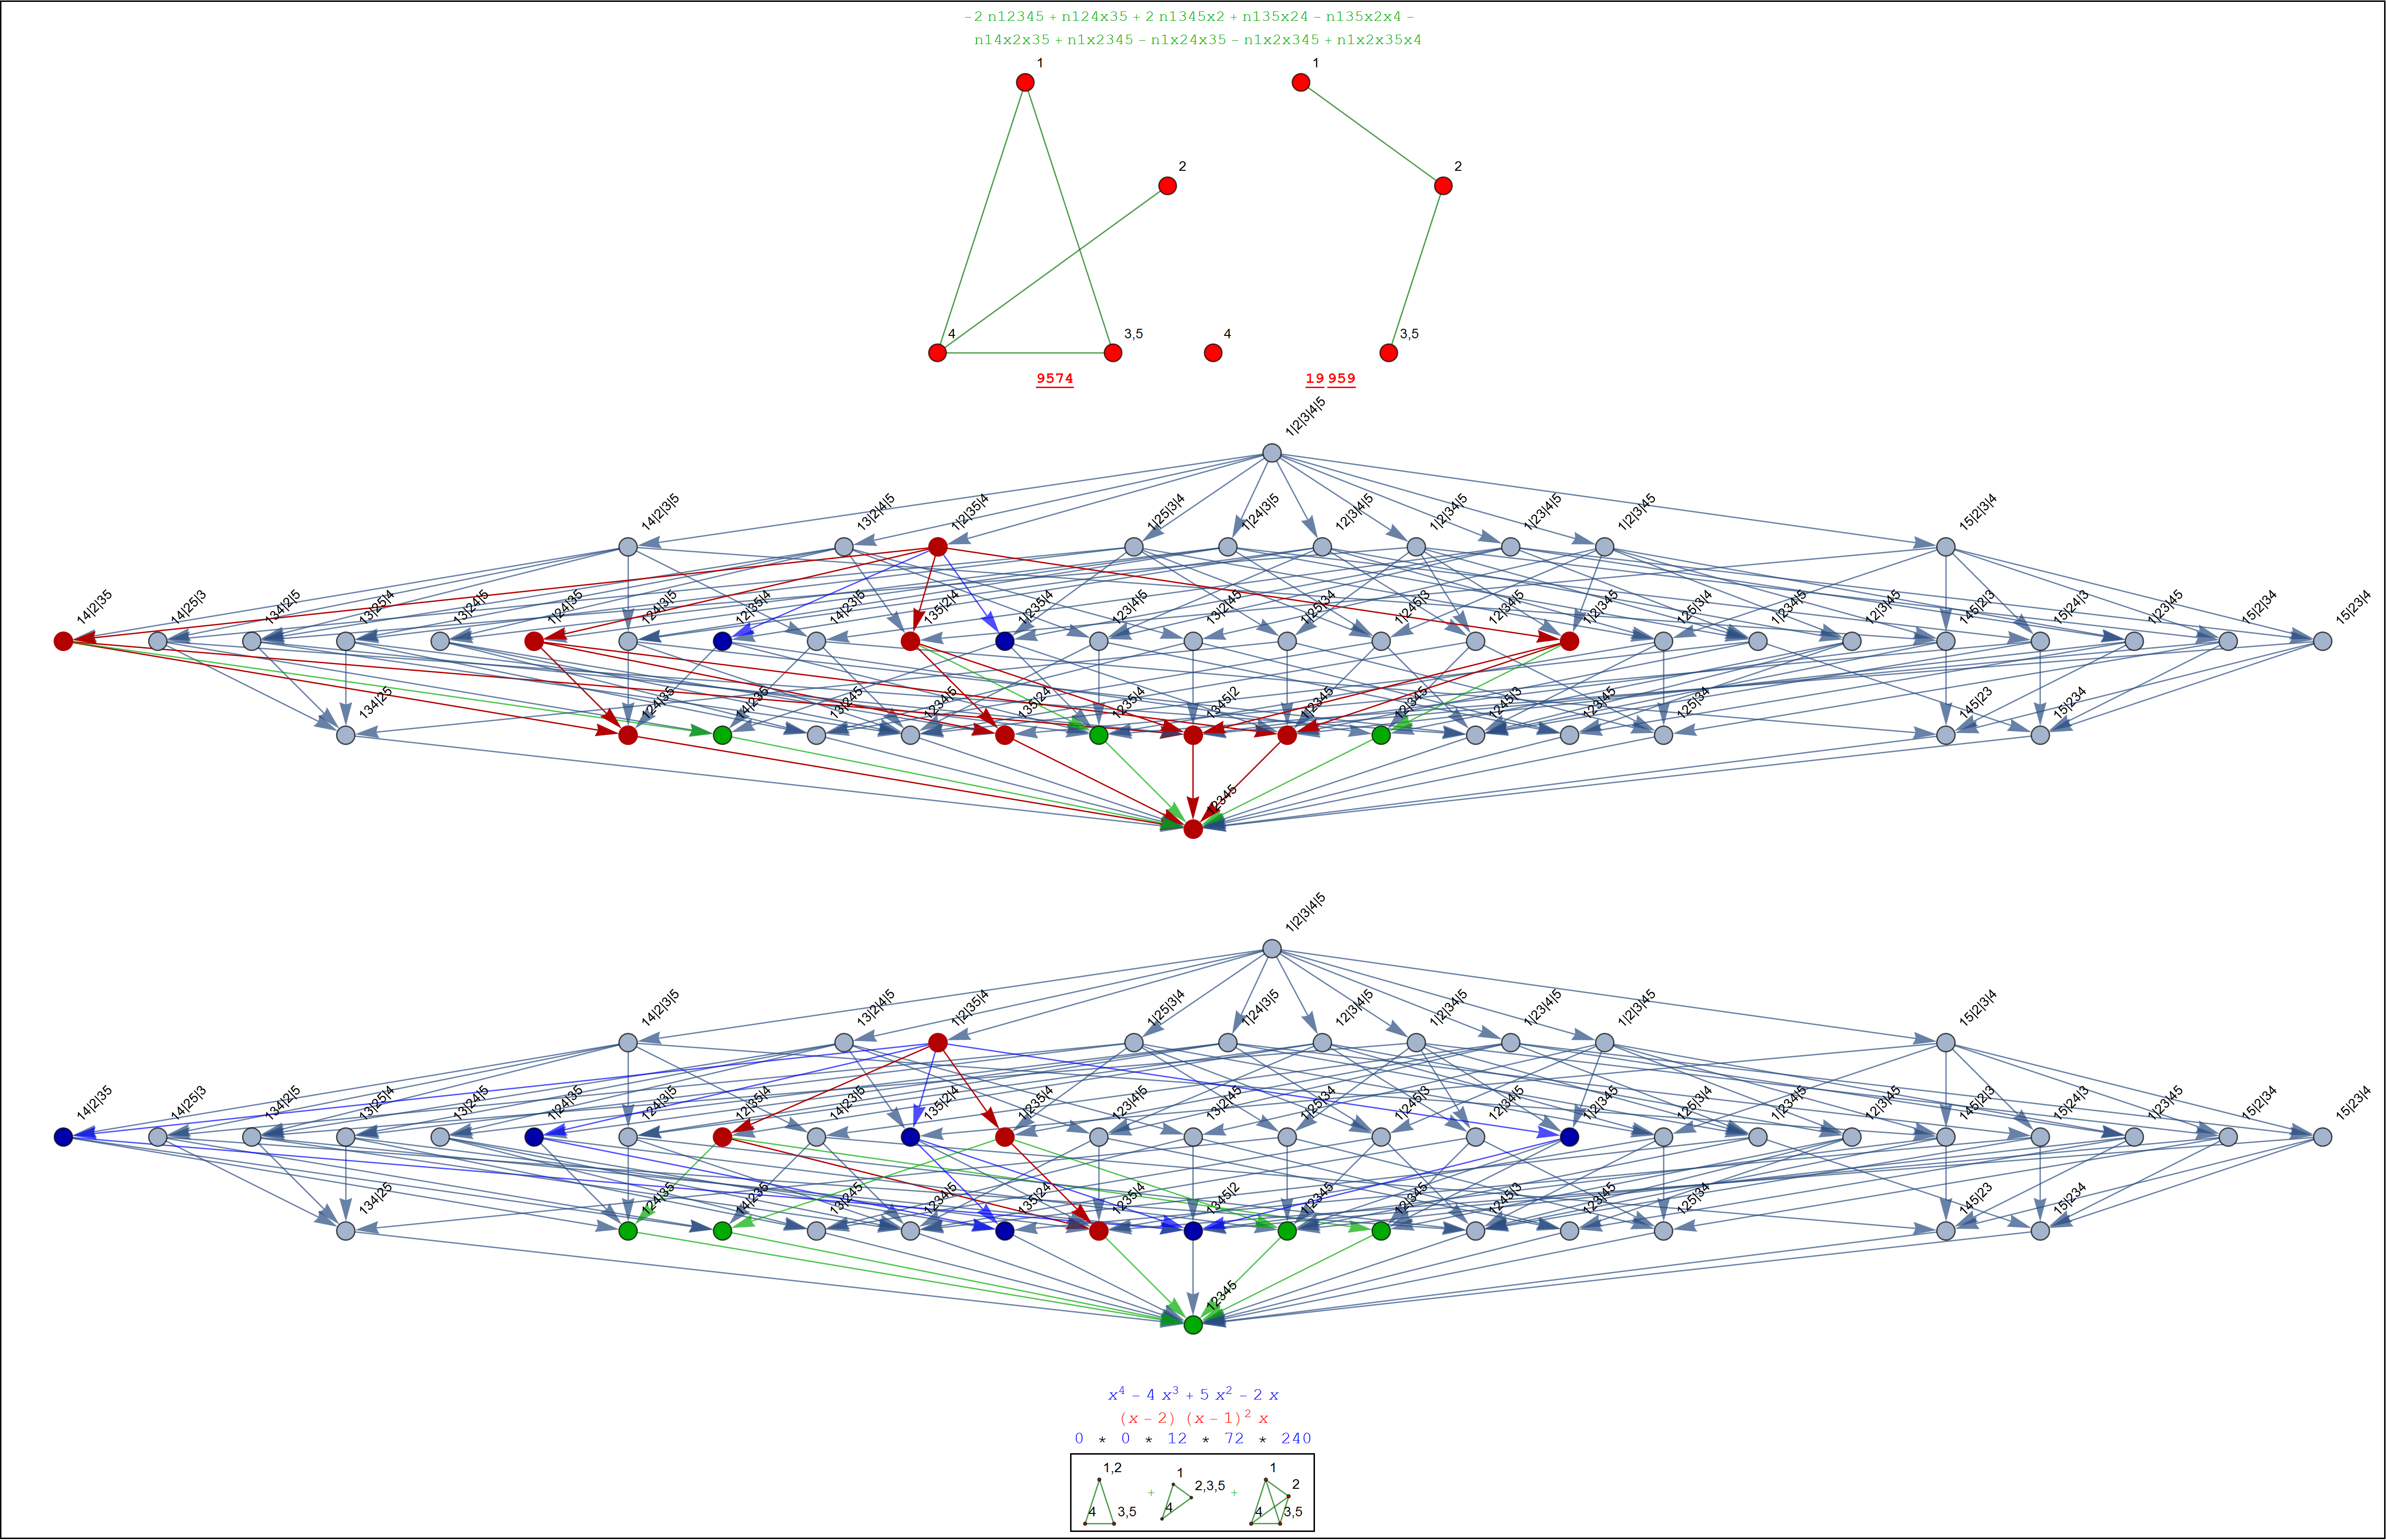 −2 n12345 + n124x35 + 2 n1345x2 + n135x24 − n135x2x4 −
n14x2x35 + n1x2345 − n1x24x35 − n1x2x345 + n1x2x35x4
1 1
2 2
4 3,5 4 3,5
9574 19 959
1|2|3|4|5
14|2|3|5 13|2|4|5 1|2|35|4 1|25|3|4 1|24|3|5 12|3|4|5 1|2|34|5 1|23|4|5 1|2|3|45 15|2|3|4
14|2|35 14|25|3 134|2|5 13|25|4 13|24|5 1|24|35 124|3|5 12|35|4 14|23|5 135|2|4 1|235|4 123|4|5 13|2|45 1|25|34 1|245|3 12|34|5 1|2|345 125|3|4 1|234|5 12|3|45 145|2|3 15|24|3 1|23|45 15|2|34 15|23|4
134|25 124|35 14|235 13|245 1234|5 135|24 1235|4 1345|2 1|2345 12|345 1245|3 123|45 125|34 145|23 15|234
12345
1|2|3|4|5
14|2|3|5 13|2|4|5 1|2|35|4 1|25|3|4 1|24|3|5 12|3|4|5 1|2|34|5 1|23|4|5 1|2|3|45 15|2|3|4
14|2|35 14|25|3 134|2|5 13|25|4 13|24|5 1|24|35 124|3|5 12|35|4 14|23|5 135|2|4 1|235|4 123|4|5 13|2|45 1|25|34 1|245|3 12|34|5 1|2|345 125|3|4 1|234|5 12|3|45 145|2|3 15|24|3 1|23|45 15|2|34 15|23|4
134|25 124|35 14|235 13|245 1234|5 135|24 1235|4 1345|2 1|2345 12|345 1245|3 123|45 125|34 145|23 15|234
12345
x⁴ − 4 x³ + 5 x² − 2 x
(x − 2) (x − 1)² x
0 * 0 * 12 * 72 * 240
1,2 1 1
2,3,5 2
+ +
4 3,5 4 4 3,5